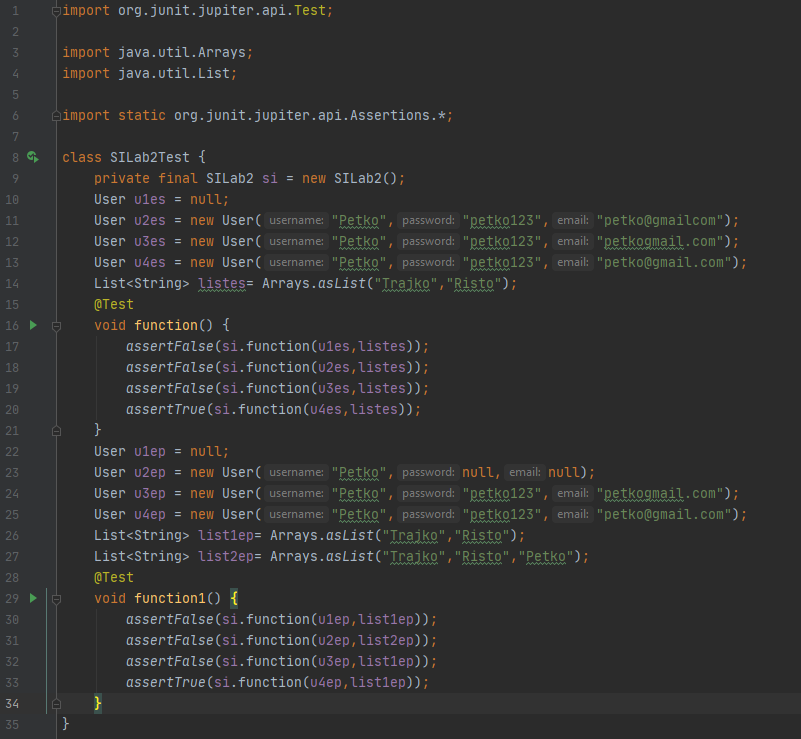 1 import org.junit.jupiter.api.Test;
2
3 import java.util.Arrays;
4 import java.util.List;
5
6 import static org.junit.jupiter.api.Assertions.*;
7
8 class SILab2Test {
9 private final SILab2 si = new SILab2();
10 User u1es = null;
11 User u2es = new User( username: "Petko", password: "petko123", email: "petko@gmailcom");
12 User u3es = new User( username: "Petko", password: "petko123", email: "petkogmail.com");
13 User u4es = new User( username: "Petko", password: "petko123", email: "petko@gmail.com");
14 List<String> listes= Arrays.asList("Trajko","Risto");
15 @Test
16 void function() {
17 assertFalse(si.function(u1es,listes));
18 assertFalse(si.function(u2es,listes));
19 assertFalse(si.function(u3es,listes));
20 assertTrue(si.function(u4es,listes));
21 }
22 User u1ep = null;
23 User u2ep = new User( username: "Petko", password: null, email: null);
24 User u3ep = new User( username: "Petko", password: "petko123", email: "petkogmail.com");
25 User u4ep = new User( username: "Petko", password: "petko123", email: "petko@gmail.com");
26 List<String> list1ep= Arrays.asList("Trajko","Risto");
27 List<String> list2ep= Arrays.asList("Trajko","Risto","Petko");
28 @Test
29 void function1() {
30 assertFalse(si.function(u1ep,list1ep));
31 assertFalse(si.function(u2ep,list2ep));
32 assertFalse(si.function(u3ep,list1ep));
33 assertTrue(si.function(u4ep,list1ep));
34 }
35 }